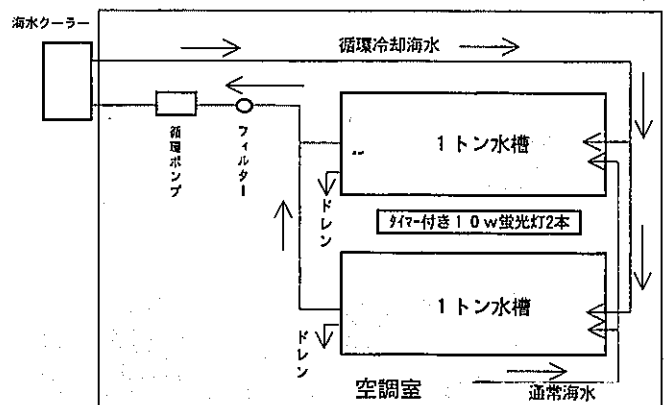 海水クーラー
循環冷却海水
循環ポンプ
フィルター
1トン水槽
ドレン
タイマー付き10w蛍光灯2本
1トン水槽
ドレン
空調室
通常海水